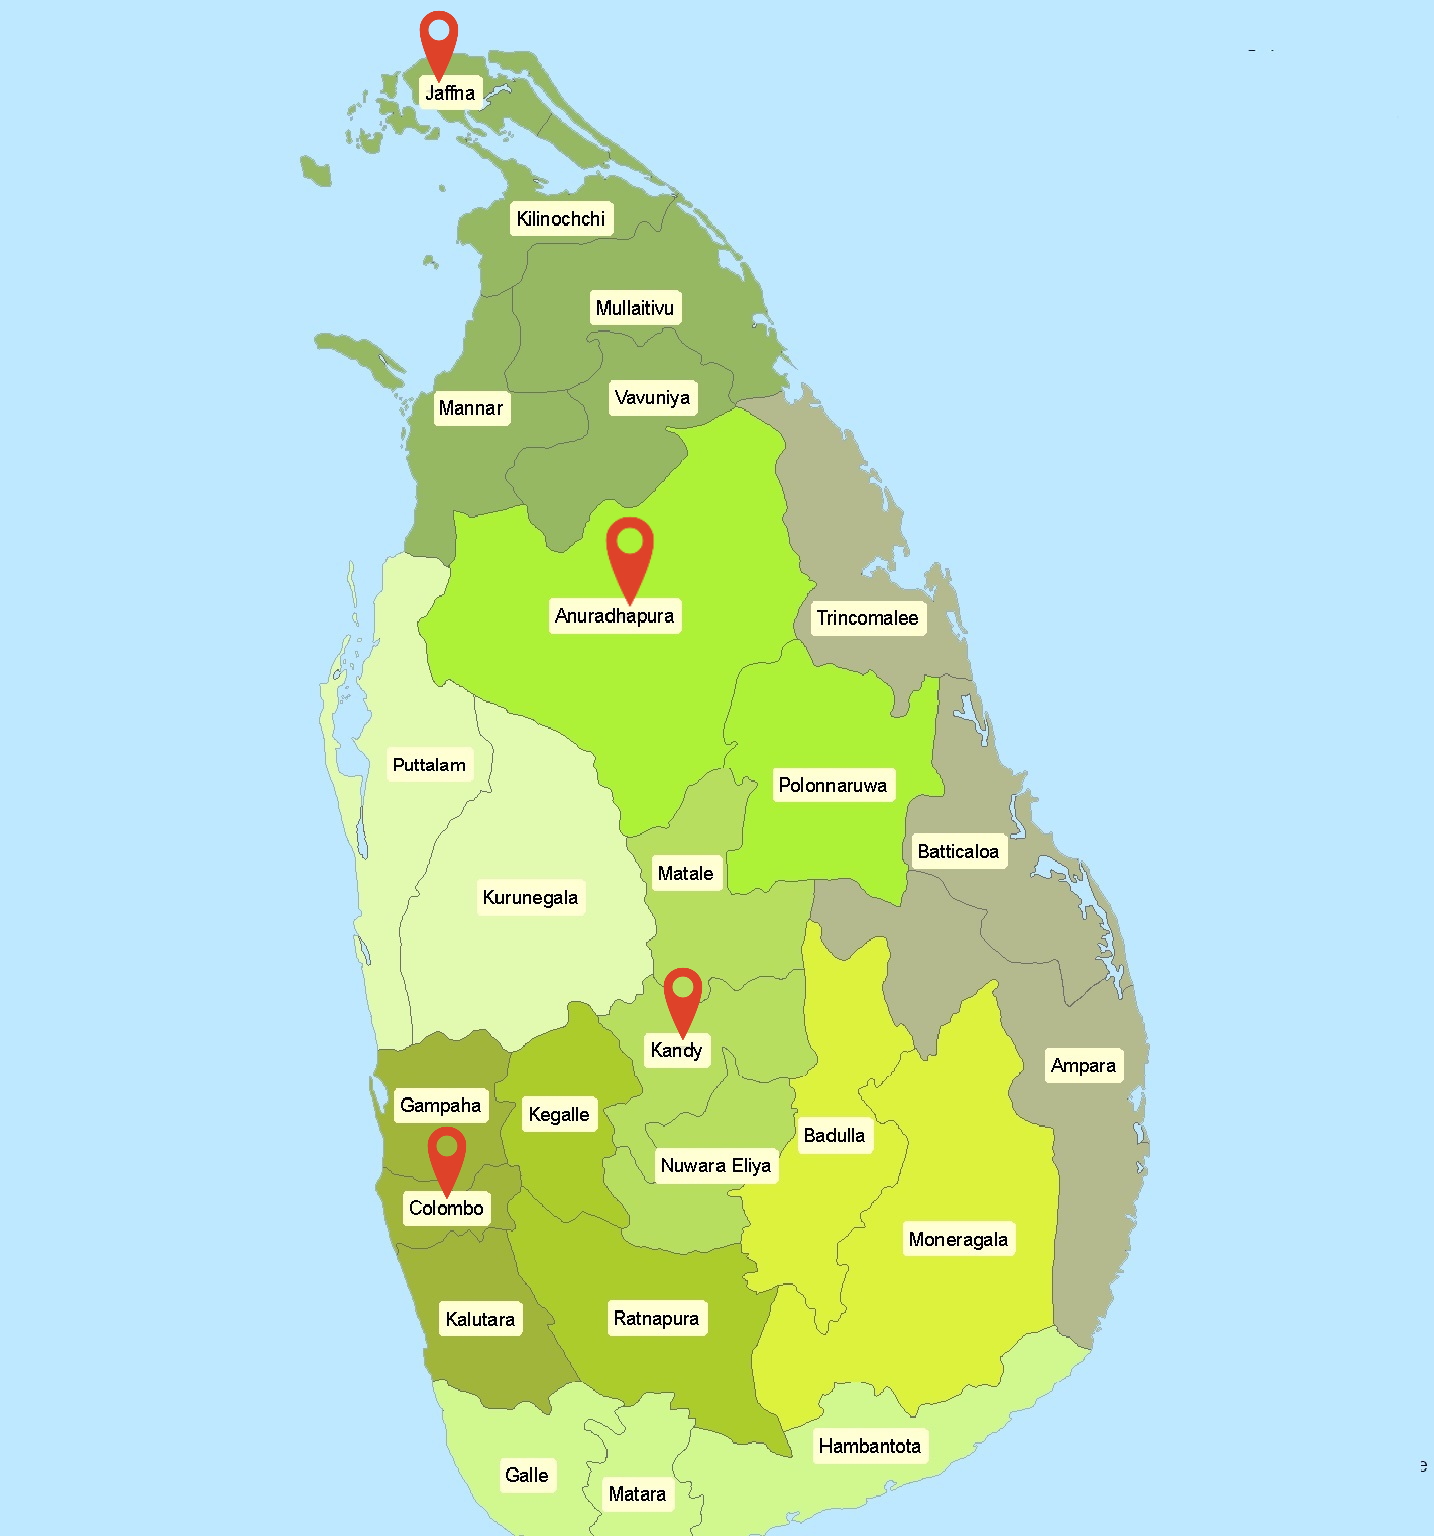 Jaffna
Kilinochchi
Mullaitivu
Vavuniya
Mannar
Anuradhapura
Trincomalee
Puttalam
Polonnaruwa
Batticaloa
Matale
Kurunegala
Kandy
Ampara
Gampaha
Kegalle
Badulla
Nuwara Eliya
Colombo
Moneragala
Kalutara
Ratnapura
Hambantota
Galle
Matara